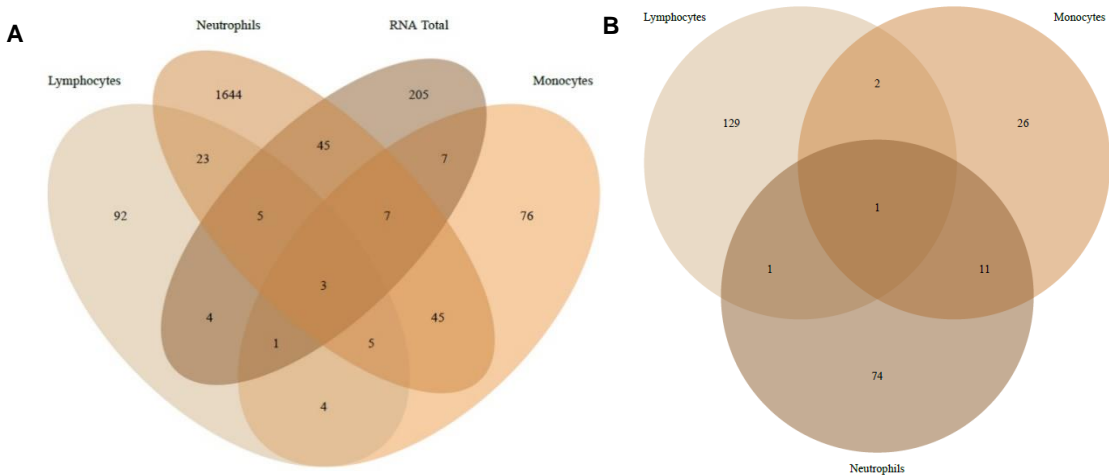 A
Neutrophils
RNA Total
Lymphocytes
Monocytes
1644
205
23
45
7
92
5
7
76
3
4
45
1
5
4
B
Lymphocytes
Monocytes
2
129
26
1
1
11
74
Neutrophils